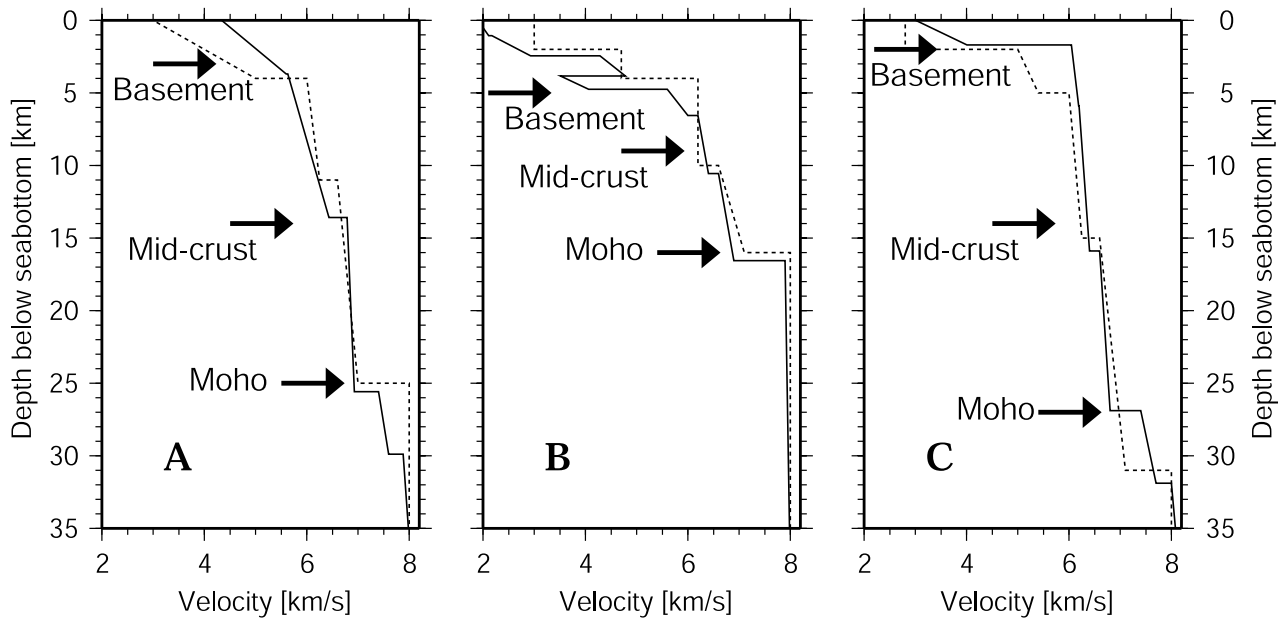 0
5
10
15
20
25
30
35
Depth below seabottom [km]
2 4 6 8
Velocity [km/s]
Basement
Mid-crust
Moho
A
2 4 6 8
Velocity [km/s]
Basement
Mid-crust
Moho
B
2 4 6 8
Velocity [km/s]
Basement
Mid-crust
Moho
C
0
5
10
15
20
25
30
35
Depth below seabottom [km]